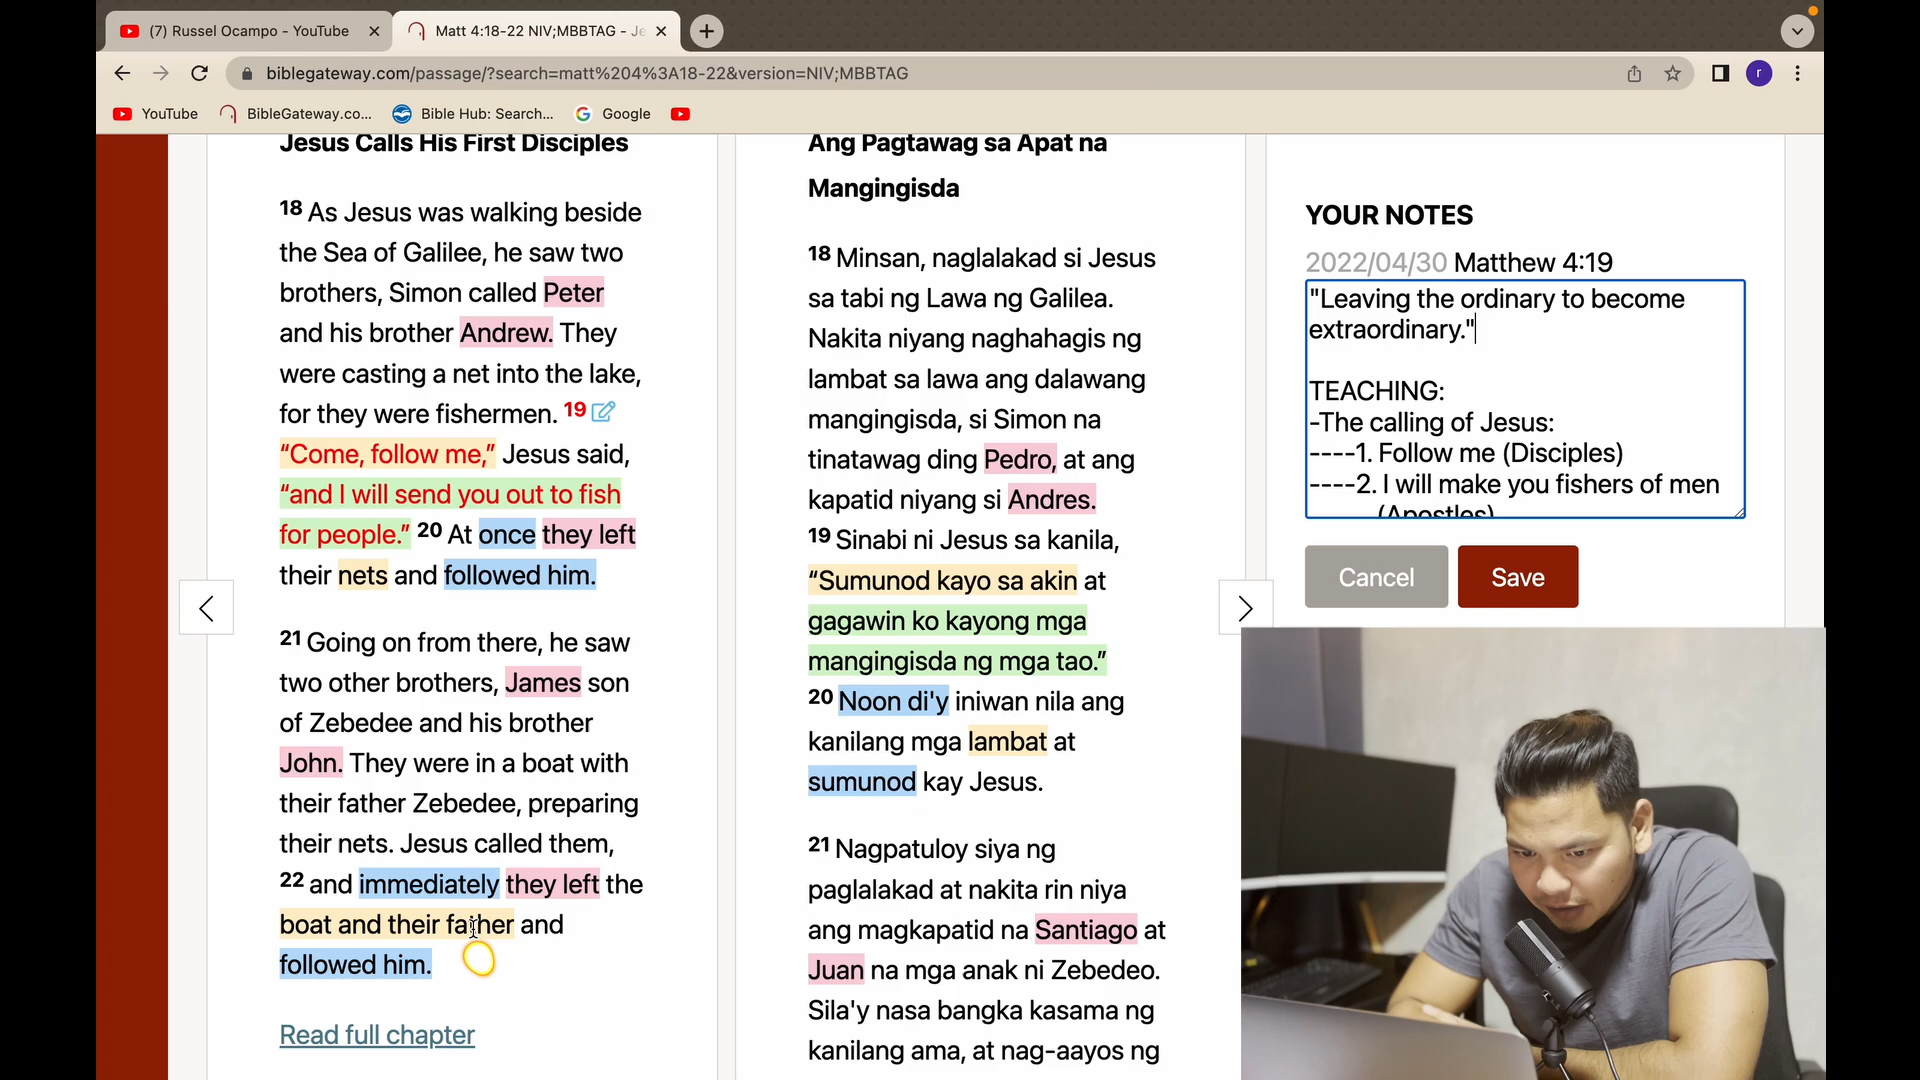 (7) Russel Ocampo - YouTube
Matt 4:18-22 NIV;MBBTAG - Je
biblegateway.com/passage/?search=matt%204%3A18-22&version=NIV;MBBTAG
r
YouTube
BibleGateway.co...
Bible Hub: Search...
Google
Jesus Calls His First Disciples
18 As Jesus was walking beside
the Sea of Galilee, he saw two
brothers, Simon called Peter
and his brother Andrew. They
were casting a net into the lake,
for they were fishermen. 19
“Come, follow me,” Jesus said,
“and I will send you out to fish
for people.” 20 At once they left
their nets and followed him.
21 Going on from there, he saw
two other brothers, James son
of Zebedee and his brother
John. They were in a boat with
their father Zebedee, preparing
their nets. Jesus called them,
22 and immediately they left the
boat and their father and
followed him.
Read full chapter
Ang Pagtawag sa Apat na
Mangingisda
18 Minsan, naglalakad si Jesus
sa tabi ng Lawa ng Galilea.
Nakita niyang naghahagis ng
lambat sa lawa ang dalawang
mangingisda, si Simon na
tinatawag ding Pedro, at ang
kapatid niyang si Andres.
19 Sinabi ni Jesus sa kanila,
“Sumunod kayo sa akin at
gagawin ko kayong mga
mangingisda ng mga tao.”
20 Noon di'y iniwan nila ang
kanilang mga lambat at
sumunod kay Jesus.
21 Nagpatuloy siya ng
paglalakad at nakita rin niya
ang magkapatid na Santiago at
Juan na mga anak ni Zebedeo.
Sila'y nasa bangka kasama ng
kanilang ama, at nag-aayos ng
YOUR NOTES
2022/04/30 Matthew 4:19
"Leaving the ordinary to become
extraordinary."
TEACHING:
-The calling of Jesus:
----1. Follow me (Disciples)
----2. I will make you fishers of men
(Apostles)
Cancel
Save